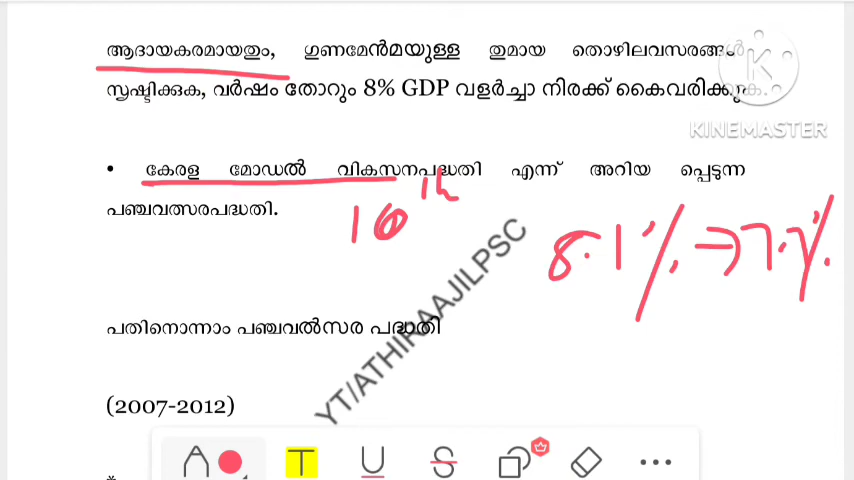 ആദായകരമായതും, ഗുണമേൻമയുള്ള തുമായ തൊഴിലവസരങ്ങൾ
സൃഷ്ടിക്കുക, വർഷം തോറും 8% GDP വളർച്ചാ നിരക്ക് കൈവരിക്കുക.
KINEMASTER
• കേരള മോഡൽ വികസനപദ്ധതി എന്ന് അറിയ പ്പെടുന്ന
പഞ്ചവത്സരപദ്ധതി.
10th
8.1% → 7.7%
YT/ATHIRAAJILPSC
പതിനൊന്നാം പഞ്ചവൽസര പദ്ധതി
(2007-2012)